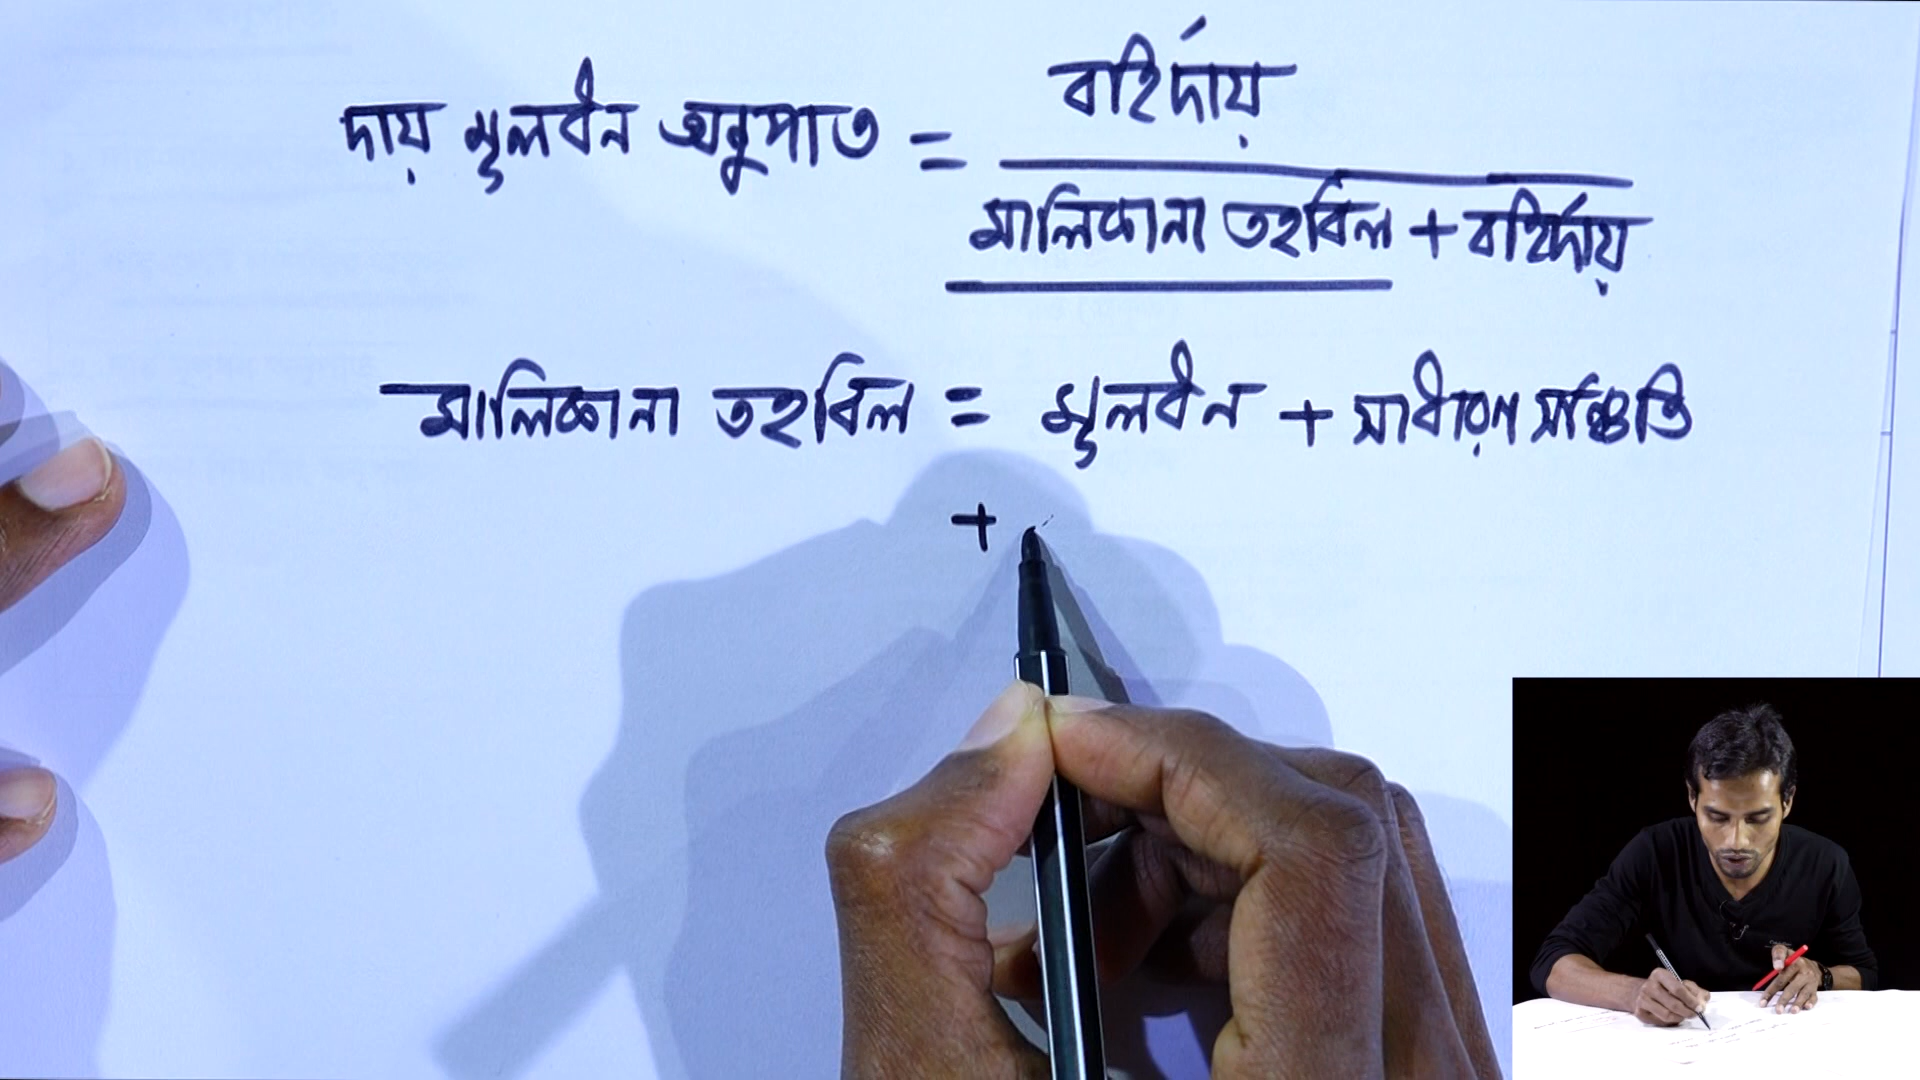 দায় মূলধন অনুপাত = বহির্দায় / মালিকানা তহবিল + বহির্দায়
মালিকানা তহবিল = মূলধন + সাধারণ সঞ্চিতি
+